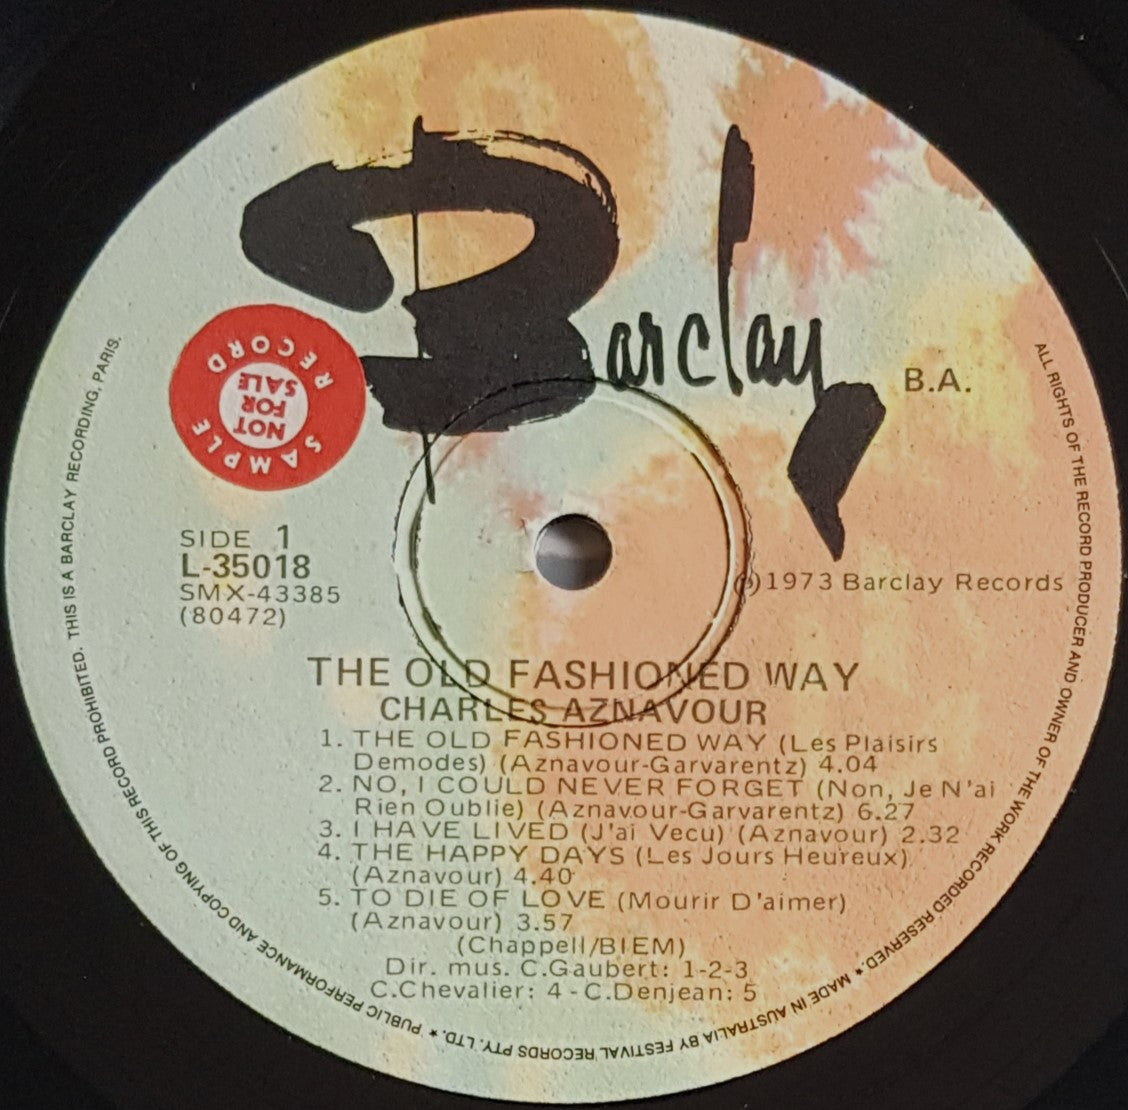 Barclay
B.A.
SAMPLE RECORD
NOT
FOR
SALE
SIDE 1
L-35018
SMX-43385
(80472)
(P)1973 Barclay Records
THE OLD FASHIONED WAY
CHARLES AZNAVOUR
1. THE OLD FASHIONED WAY (Les Plaisirs
Demodes) (Aznavour-Garvarentz) 4.04
2. NO, I COULD NEVER FORGET (Non, Je N'ai
Rien Oublie) (Aznavour-Garvarentz) 6.27
3. I HAVE LIVED (J'ai Vecu) (Aznavour) 2.32
4. THE HAPPY DAYS (Les Jours Heureux)
(Aznavour) 4.40
5. TO DIE OF LOVE (Mourir D'aimer)
(Aznavour) 3.57
(Chappell/BIEM)
Dir. mus. C.Gaubert: 1-2-3
C.Chevalier: 4 - C.Denjean: 5
ALL RIGHTS OF THE RECORD PRODUCER AND OWNER OF THE WORK RECORDED RESERVED. * MADE IN AUSTRALIA BY FESTIVAL RECORDS PTY. LTD. * PUBLIC PERFORMANCE AND COPYING OF THIS RECORD PROHIBITED. THIS IS A BARCLAY RECORDING, PARIS.